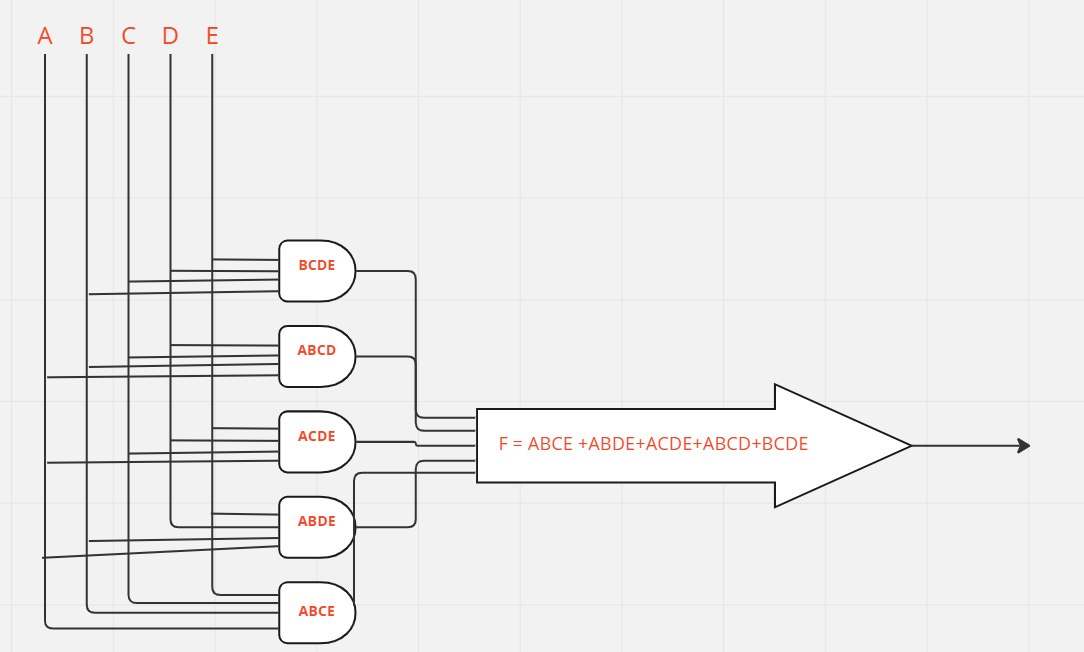 A B C D E
BCDE
ABCD
ACDE
F = ABCE +ABDE+ACDE+ABCD+BCDE
ABDE
ABCE